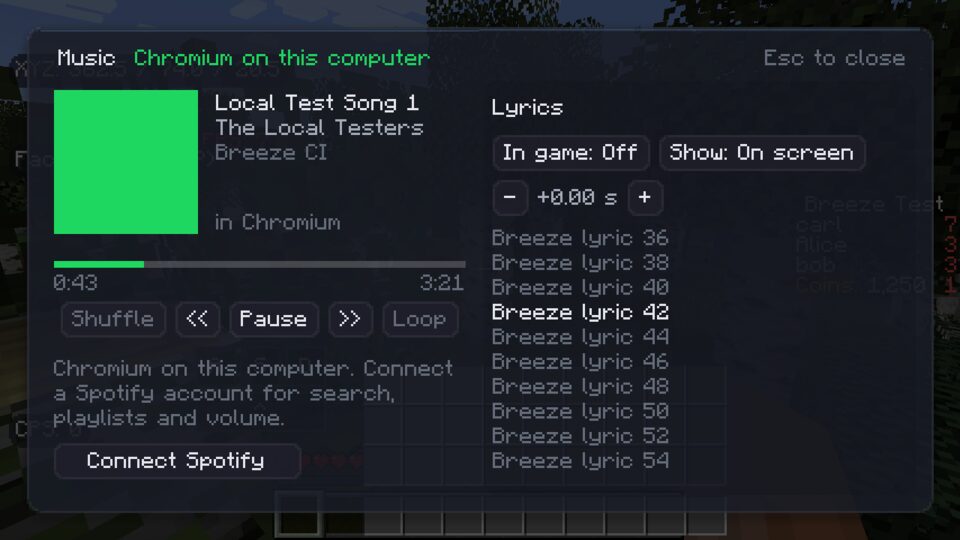 Music Chromium on this computer
Esc to close
Local Test Song 1
The Local Testers
Breeze CI
in Chromium
0:43
3:21
Shuffle
<<
Pause
>>
Loop
Chromium on this computer. Connect
a Spotify account for search,
playlists and volume.
Connect Spotify
Lyrics
In game: Off
Show: On screen
- +0.00 s +
Breeze lyric 36
Breeze lyric 38
Breeze lyric 40
Breeze lyric 42
Breeze lyric 44
Breeze lyric 46
Breeze lyric 48
Breeze lyric 50
Breeze lyric 52
Breeze lyric 54
Breeze Test
carl 7
Alice 3
bob 3
Coins: 1,250 1